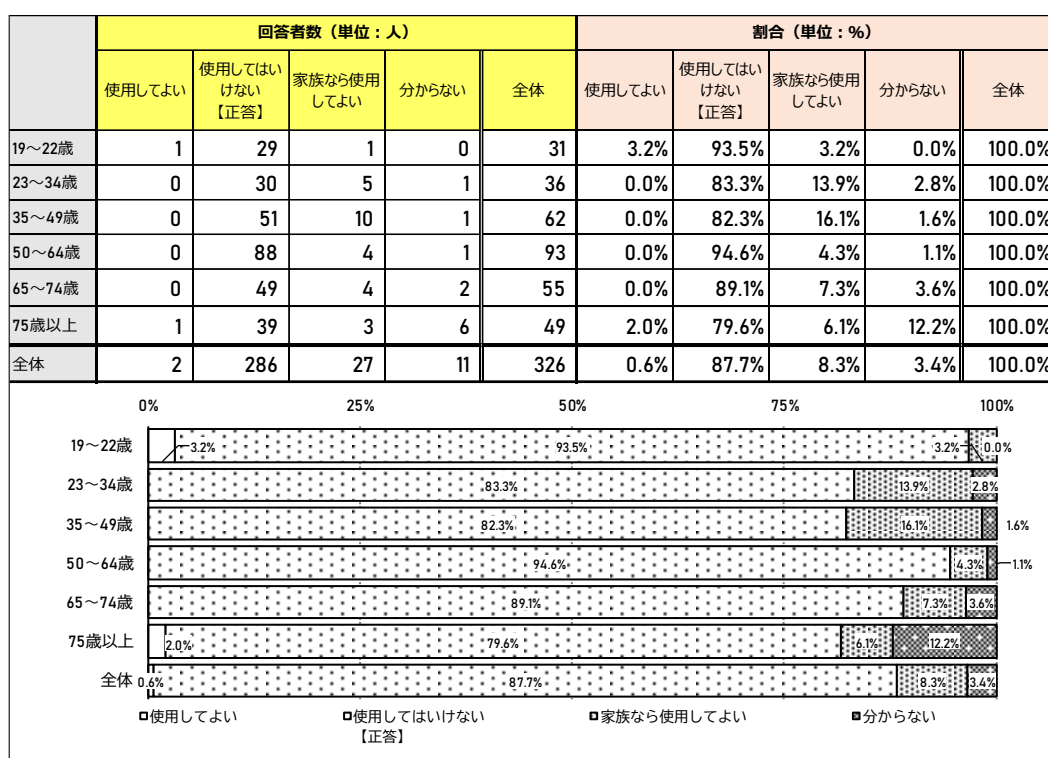 回答者数（単位：人） 割合（単位：%）
使用してよい 使用してはいけない【正答】 家族なら使用してよい 分からない 全体 使用してよい 使用してはいけない【正答】 家族なら使用してよい 分からない 全体
19～22歳 1 29 1 0 31 3.2% 93.5% 3.2% 0.0% 100.0%
23～34歳 0 30 5 1 36 0.0% 83.3% 13.9% 2.8% 100.0%
35～49歳 0 51 10 1 62 0.0% 82.3% 16.1% 1.6% 100.0%
50～64歳 0 88 4 1 93 0.0% 94.6% 4.3% 1.1% 100.0%
65～74歳 0 49 4 2 55 0.0% 89.1% 7.3% 3.6% 100.0%
75歳以上 1 39 3 6 49 2.0% 79.6% 6.1% 12.2% 100.0%
全体 2 286 27 11 326 0.6% 87.7% 8.3% 3.4% 100.0%
0% 25% 50% 75% 100%
19～22歳 3.2% 93.5% 3.2% 0.0%
23～34歳 83.3% 13.9% 2.8%
35～49歳 82.3% 16.1% 1.6%
50～64歳 94.6% 4.3% 1.1%
65～74歳 89.1% 7.3% 3.6%
75歳以上 2.0% 79.6% 6.1% 12.2%
全体 0.6% 87.7% 8.3% 3.4%
使用してよい 使用してはいけない 家族なら使用してよい 分からない
【正答】